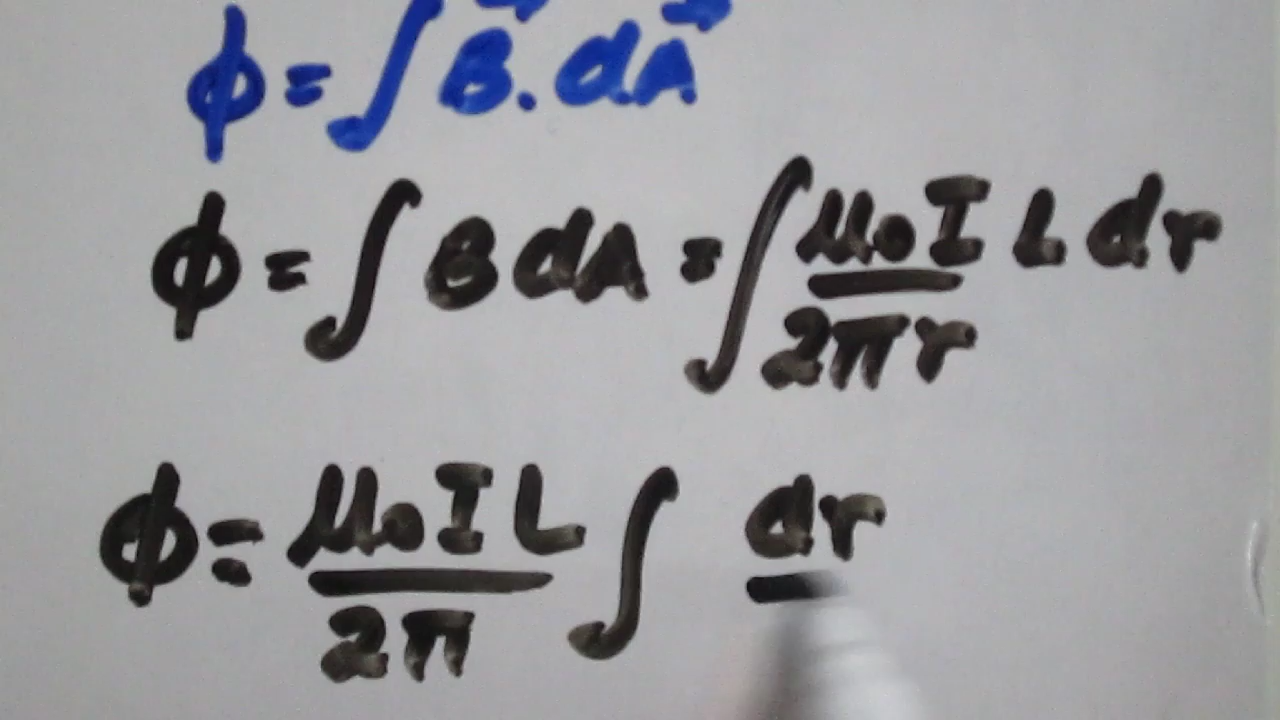 ϕ = ∫ B⃗ . dA⃗
ϕ = ∫ B dA = ∫ μ₀I/2πr L dr
ϕ = μ₀IL/2π ∫ dr